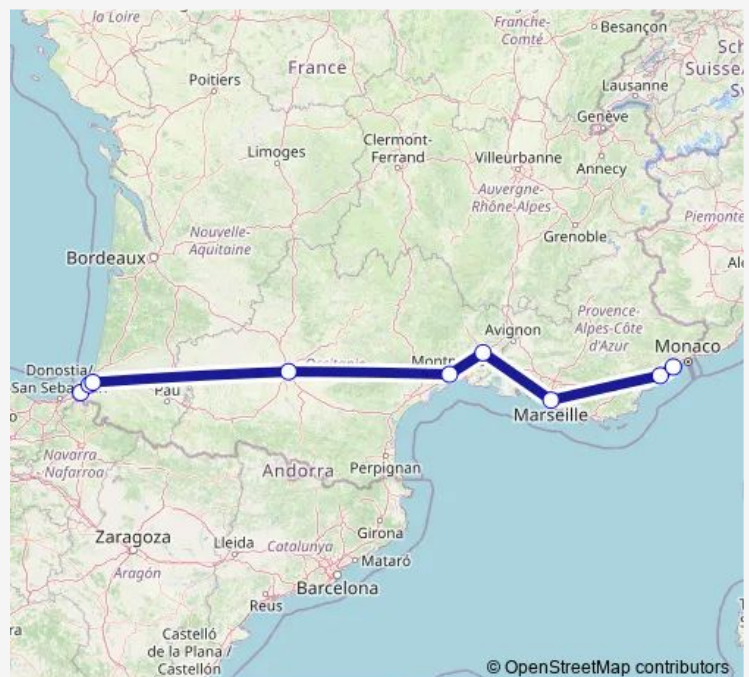 la Loire
Franche-
Comté
Besançon
Poitiers
France
Sch
Suisse
Sv
Lausanne
Genève
Limoges
Clermont-
Ferrand
Villeurbanne
Annecy
Auvergne-
Rhône-Alpes
Nouvelle-
Aquitaine
Piemonte
Bordeaux
Grenoble
Ale
Avignon
Provence-
Alpes-Côte
d'Azur
Donostia/
San Seba
Pau
Montp
Monaco
Marseille
Navarra
Nafarroa
Andorra
Perpignan
Zaragoza
Aragón
Lleida
Catalunya
Girona
Mataró
Barcelona
Reus
ra
Castelló
de la Plana /
Castellón
© OpenStreetMap contributors